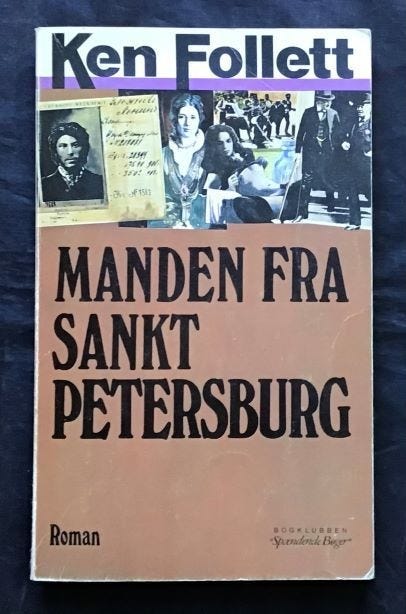 Ken Follett
MANDEN FRA
SANKT
PETERSBURG
Roman
BOGKLUBBEN
"Spændende Bøger"